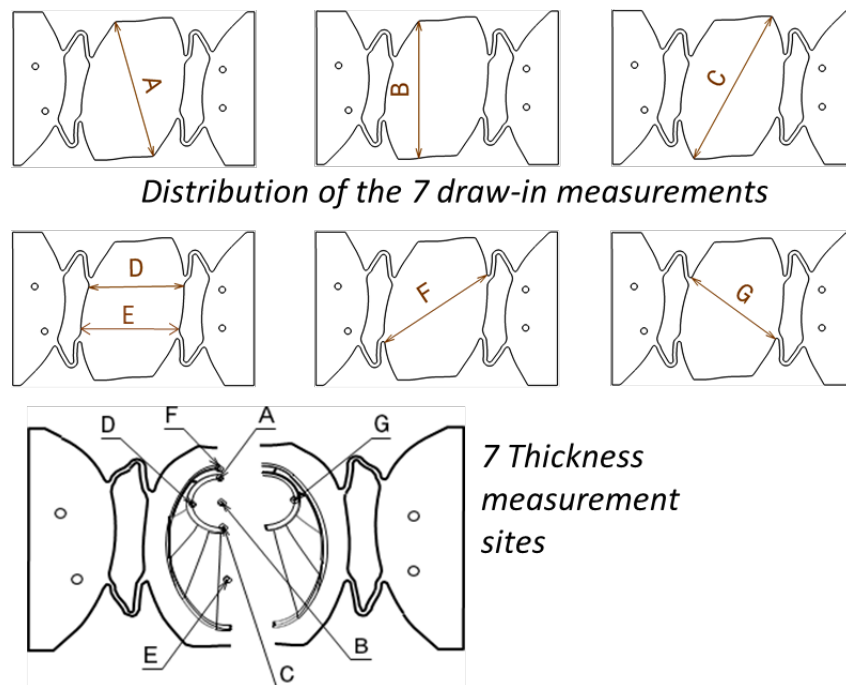 A
B
C
Distribution of the 7 draw-in measurements
D
E
F
G
F
A
D
G
7 Thickness
measurement
sites
E
B
C